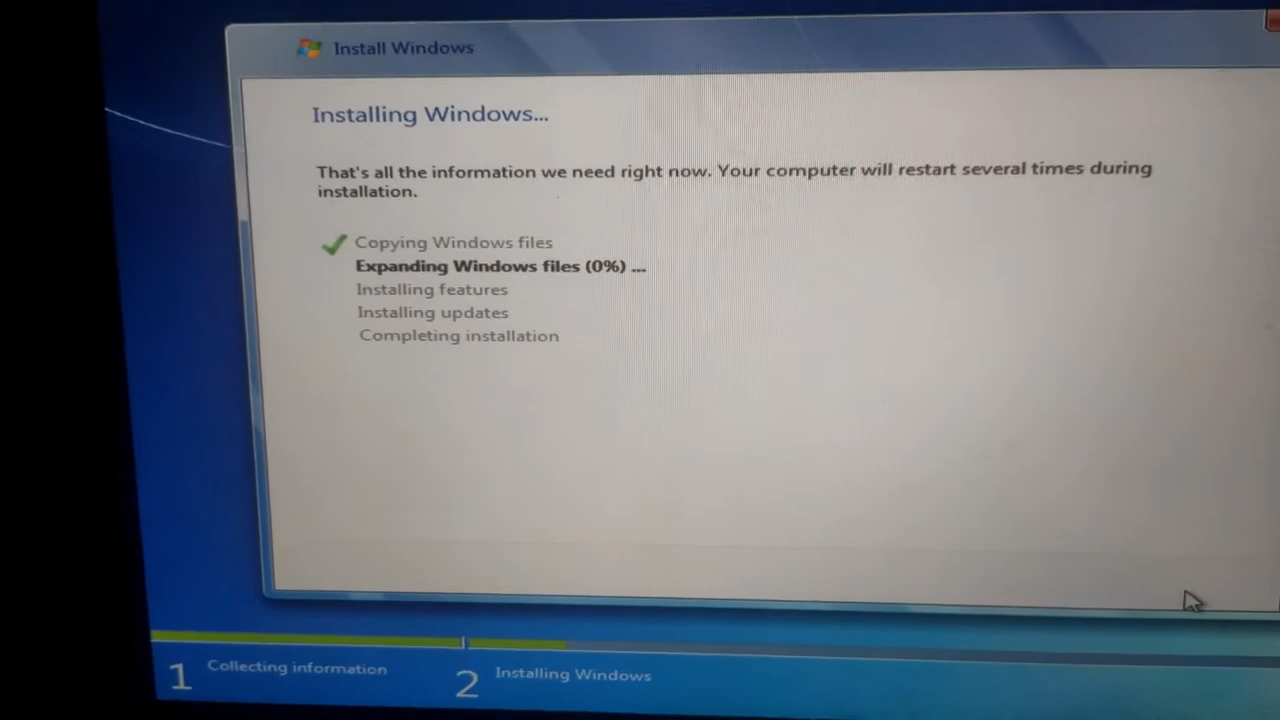 Install Windows
Installing Windows...
That's all the information we need right now. Your computer will restart several times during
installation.
Copying Windows files
Expanding Windows files (0%) ...
Installing features
Installing updates
Completing installation
1 Collecting information
2 Installing Windows